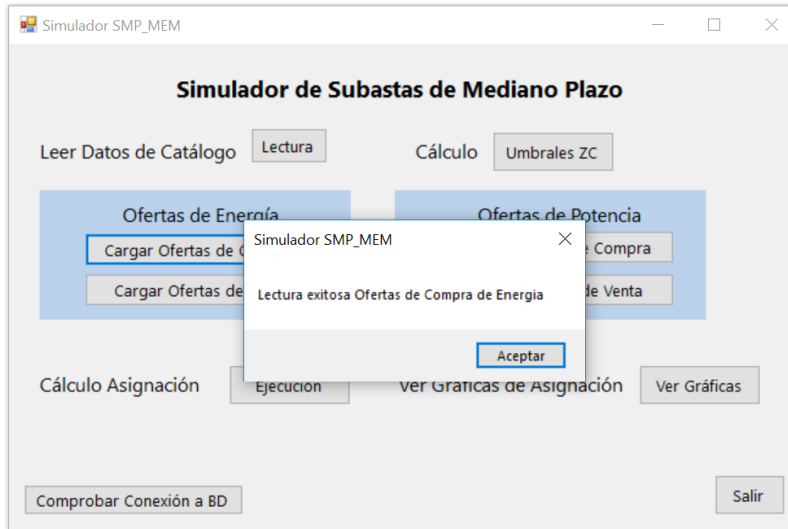 Simulador SMP_MEM
Simulador de Subastas de Mediano Plazo
Leer Datos de Catálogo
Lectura
Cálculo
Umbrales ZC
Ofertas de Energía
Ofertas de Potencia
Cargar Ofertas de
Compra
Cargar Ofertas de
de Venta
Simulador SMP_MEM
Lectura exitosa Ofertas de Compra de Energia
Aceptar
Cálculo Asignación
Ejecución
Ver Gráficas de Asignación
Ver Gráficas
Comprobar Conexión a BD
Salir